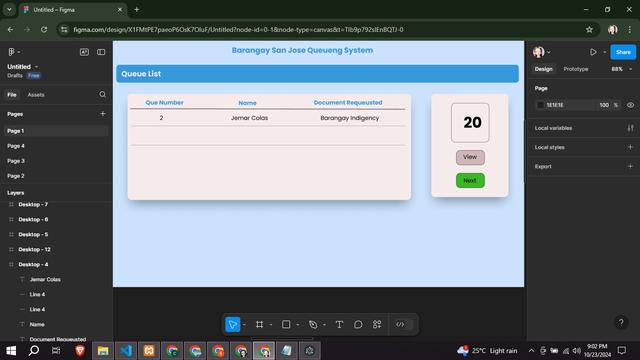 Untitled – Figma
figma.com/design/X1FMtPE7paeoP6OsK7OluF/Untitled?node-id=0-1&node-type=canvas&t=TIb9p792slEnBQTJ-0
Untitled
Drafts Free
File Assets
Pages
Page 1
Page 4
Page 3
Page 2
Layers
Desktop - 7
Desktop - 6
Desktop - 5
Desktop - 12
Desktop - 4
Jemar Colas
Line 4
Line 4
Name
Document Requeusted
Barangay San Jose Queueng System
Queue List
Que Number Name Document Requeusted
2 Jemar Colas Barangay Indigency
20
View
Next
Share
Design Prototype 88%
Page
1E1E1E 100 %
Local variables
Local styles
Export
?
25°C Light rain
9:02 PM
10/23/2024